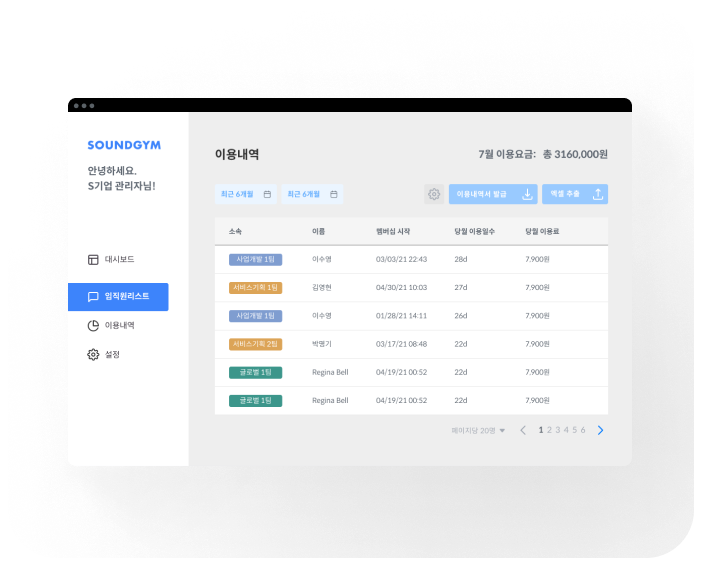 SOUNDGYM
안녕하세요.
S기업 관리자님!
대시보드
임직원리스트
이용내역
설정
이용내역
7월 이용요금: 총 3160,000원
최근 6개월 최근 6개월 이용내역서 발급 엑셀 추출
소속 이름 멤버십 시작 당월 이용일수 당월 이용료
사업개발 1팀 이수영 03/03/21 22:43 28d 7.900원
서비스기획 1팀 김영현 04/30/21 10:03 27d 7.900원
사업개발 1팀 이수영 01/28/21 14:11 26d 7.900원
서비스기획 2팀 박명기 03/17/21 08:48 22d 7.900원
글로벌 1팀 Regina Bell 04/19/21 00:52 22d 7.900원
글로벌 1팀 Regina Bell 04/19/21 00:52 22d 7.900원
페이지당 20명 1 2 3 4 5 6